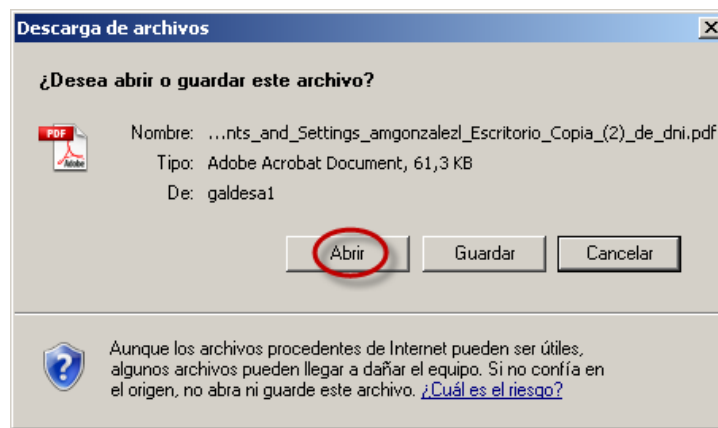 Descarga de archivos
¿Desea abrir o guardar este archivo?
PDF
Adobe
Nombre: ...nts_and_Settings_amgonzalezl_Escritorio_Copia_(2)_de_dni.pdf
Tipo: Adobe Acrobat Document, 61,3 KB
De: galdesa1
Abrir Guardar Cancelar
Aunque los archivos procedentes de Internet pueden ser útiles,
algunos archivos pueden llegar a dañar el equipo. Si no confía en
el origen, no abra ni guarde este archivo. ¿Cuál es el riesgo?